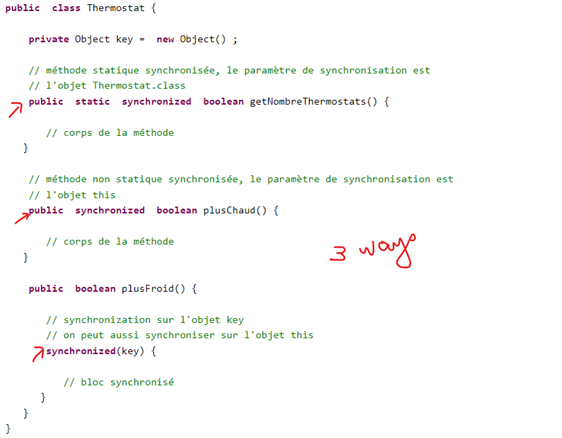 public class Thermostat {
private Object key = new Object() ;
// méthode statique synchronisée, le paramètre de synchronisation est
// l'objet Thermostat.class
public static synchronized boolean getNombreThermostats() {
// corps de la méthode
}
// méthode non statique synchronisée, le paramètre de synchronisation est
// l'objet this
public synchronized boolean plusChaud() {
// corps de la méthode
}
3 ways
public boolean plusFroid() {
// synchronization sur l'objet key
// on peut aussi synchroniser sur l'objet this
synchronized(key) {
// bloc synchronisé
}
}
}